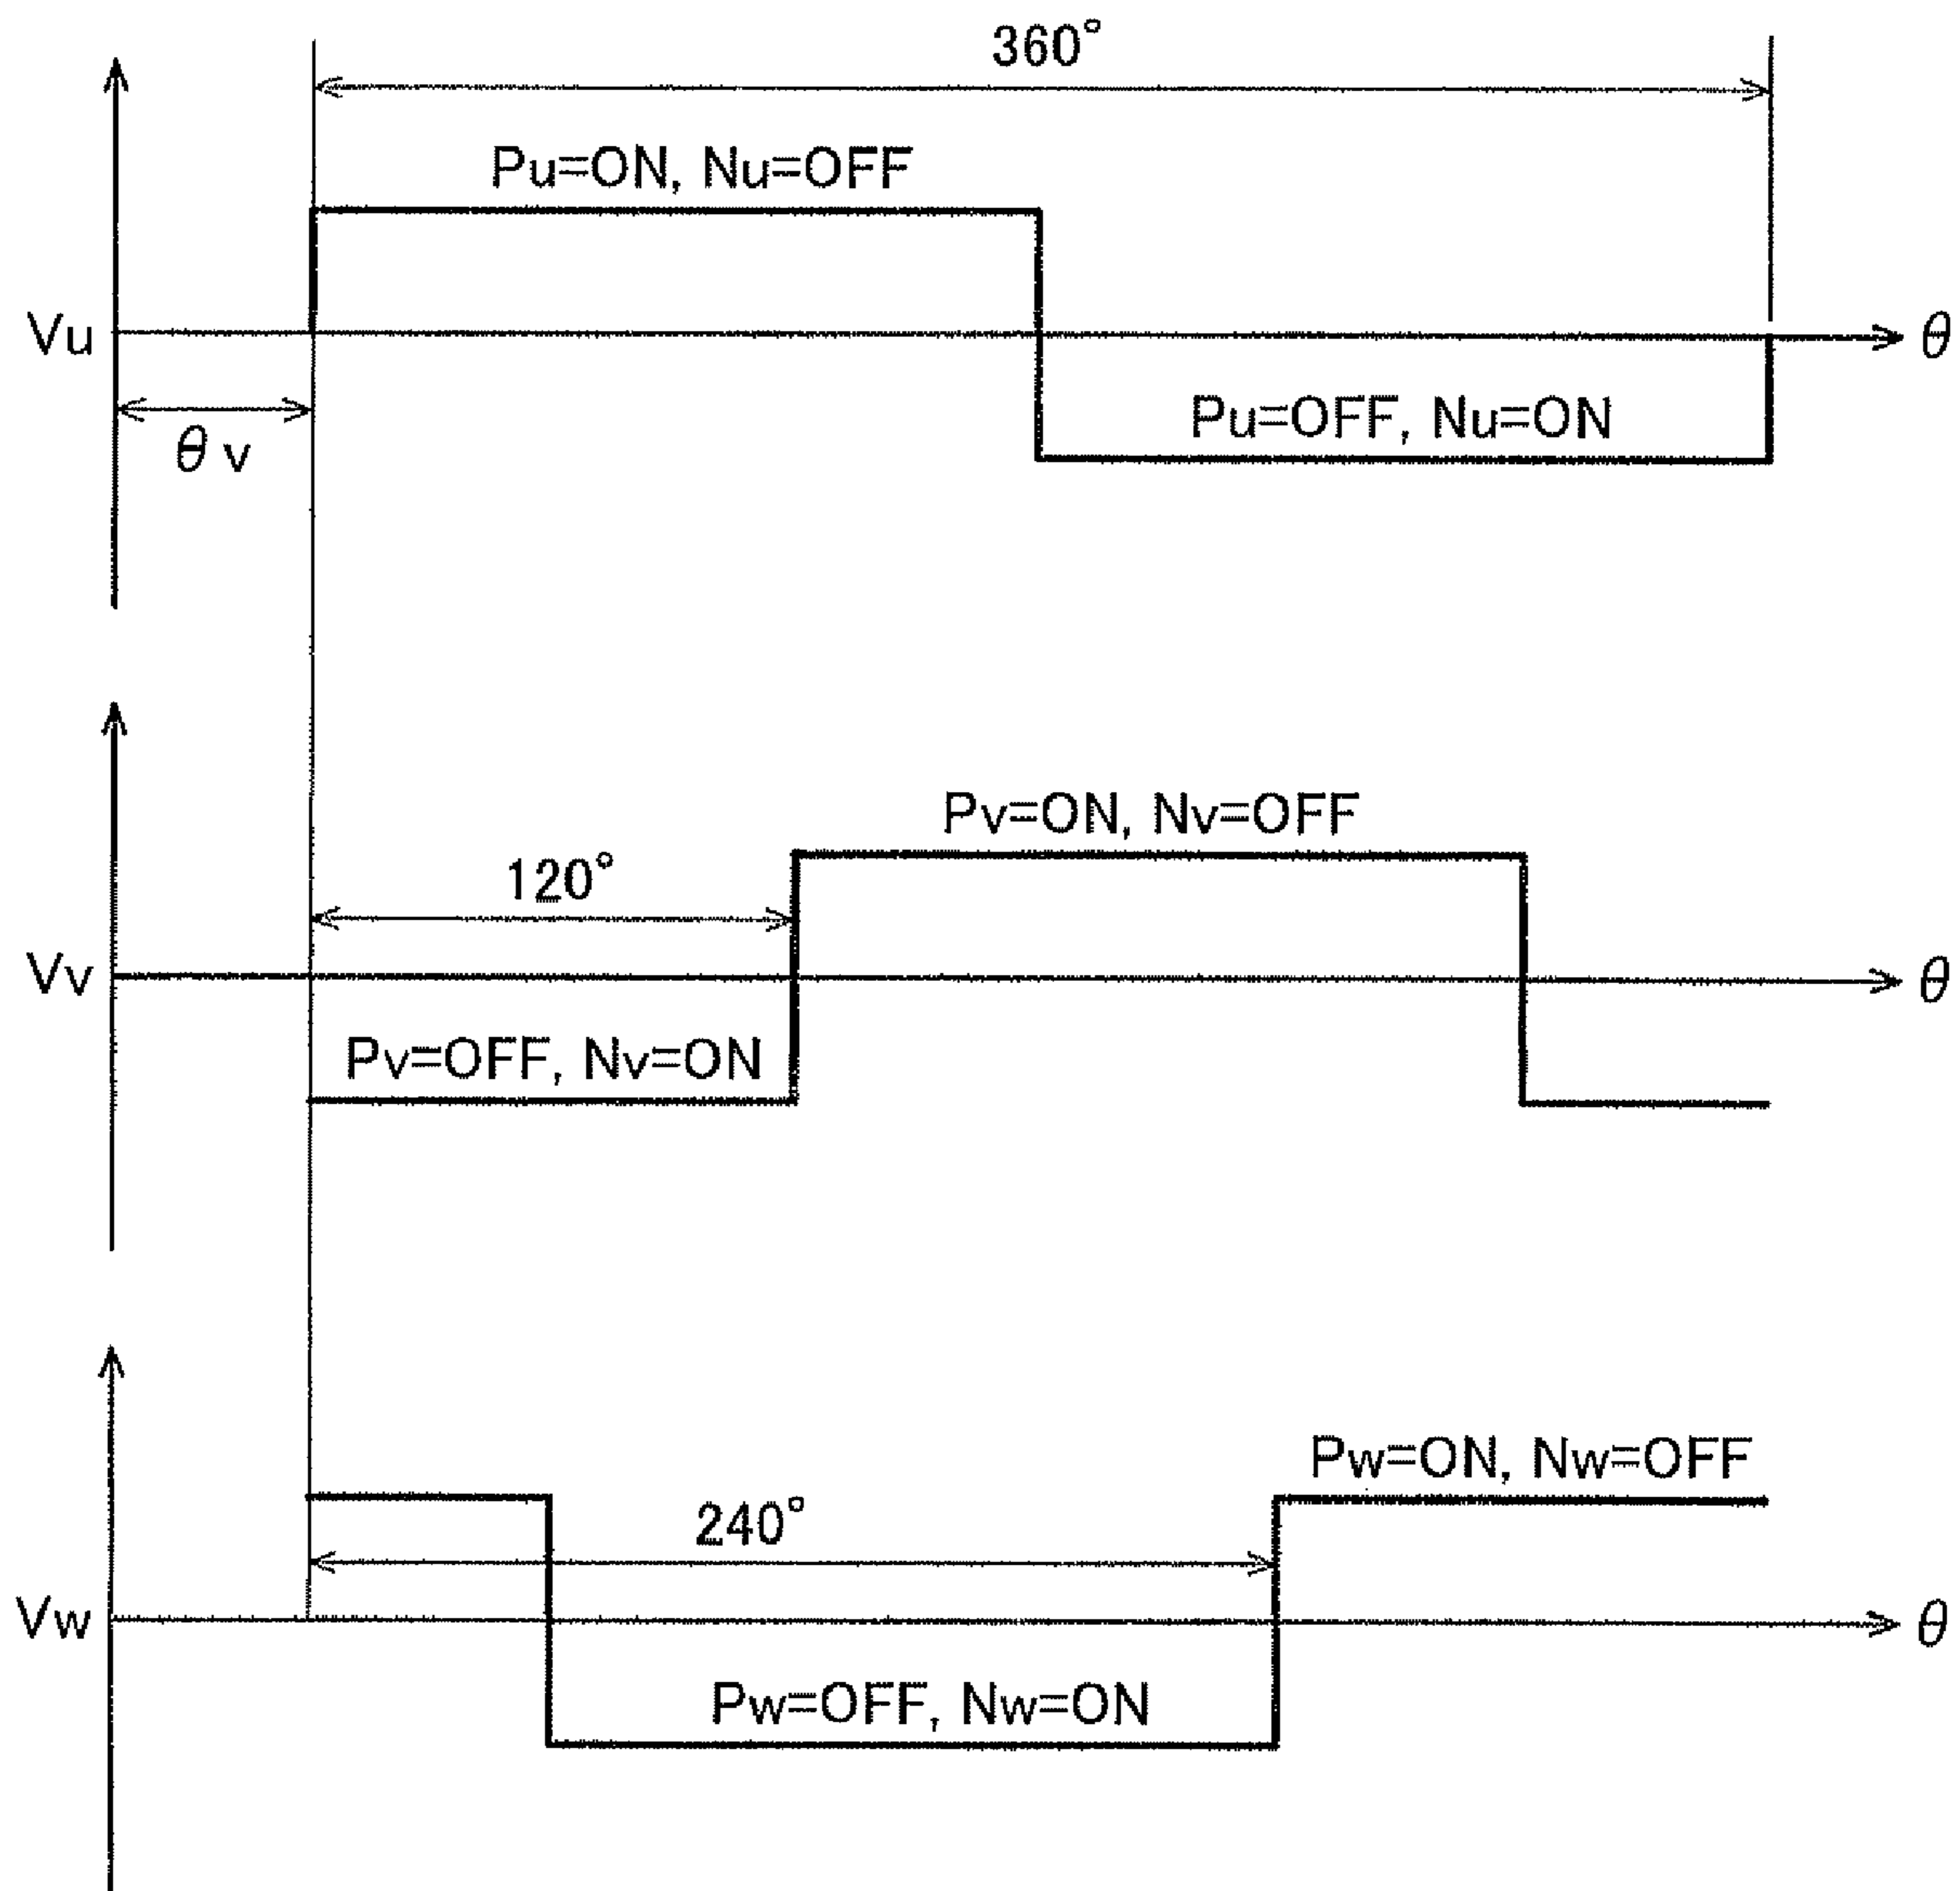 360°
Pu=ON, Nu=OFF
Vu
θ
θv
Pu=OFF, Nu=ON
Pv=ON, Nv=OFF
120°
Vv
θ
Pv=OFF, Nv=ON
Pw=ON, Nw=OFF
240°
Vw
θ
Pw=OFF, Nw=ON